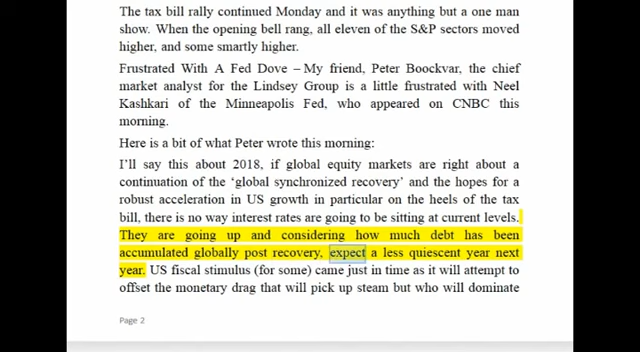 The tax bill rally continued Monday and it was anything but a one man
show. When the opening bell rang, all eleven of the S&P sectors moved
higher, and some smartly higher.
Frustrated With A Fed Dove – My friend, Peter Boockvar, the chief
market analyst for the Lindsey Group is a little frustrated with Neel
Kashkari of the Minneapolis Fed, who appeared on CNBC this
morning.
Here is a bit of what Peter wrote this morning:
I'll say this about 2018, if global equity markets are right about a
continuation of the 'global synchronized recovery' and the hopes for a
robust acceleration in US growth in particular on the heels of the tax
bill, there is no way interest rates are going to be sitting at current levels.
They are going up and considering how much debt has been
accumulated globally post recovery, expect a less quiescent year next
year. US fiscal stimulus (for some) came just in time as it will attempt to
offset the monetary drag that will pick up steam but who will dominate
Page 2